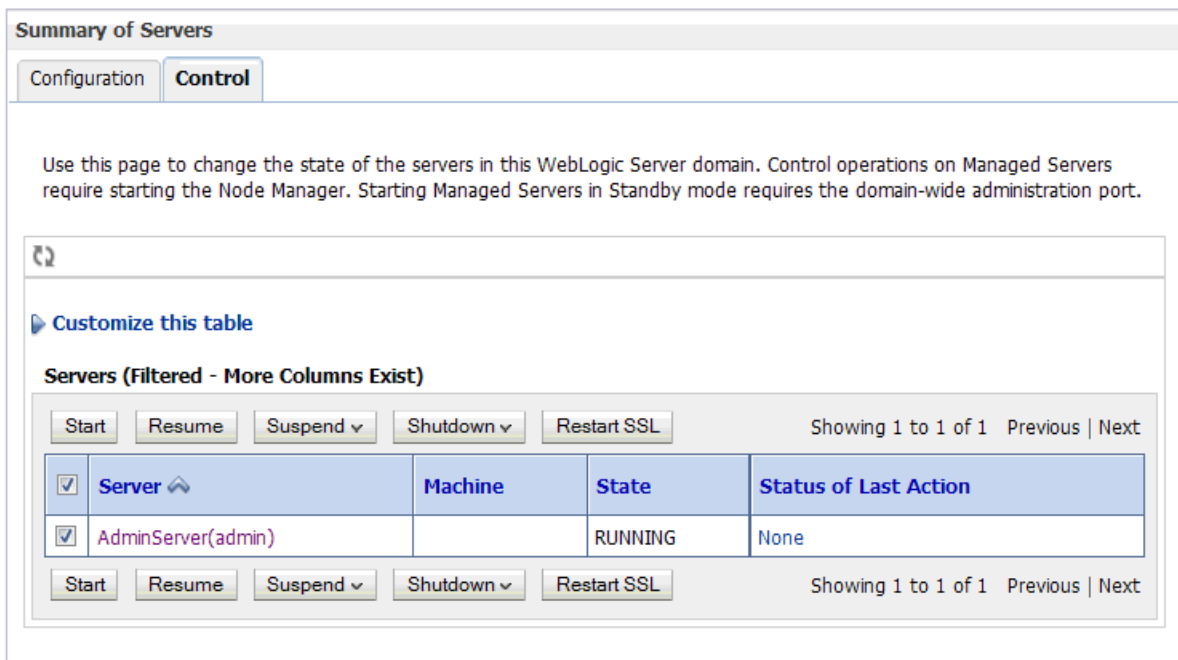 Summary of Servers
Configuration Control
Use this page to change the state of the servers in this WebLogic Server domain. Control operations on Managed Servers
require starting the Node Manager. Starting Managed Servers in Standby mode requires the domain-wide administration port.
Customize this table
Servers (Filtered - More Columns Exist)
Start Resume Suspend Shutdown Restart SSL Showing 1 to 1 of 1 Previous | Next
Server Machine State Status of Last Action
AdminServer(admin) RUNNING None
Start Resume Suspend Shutdown Restart SSL Showing 1 to 1 of 1 Previous | Next